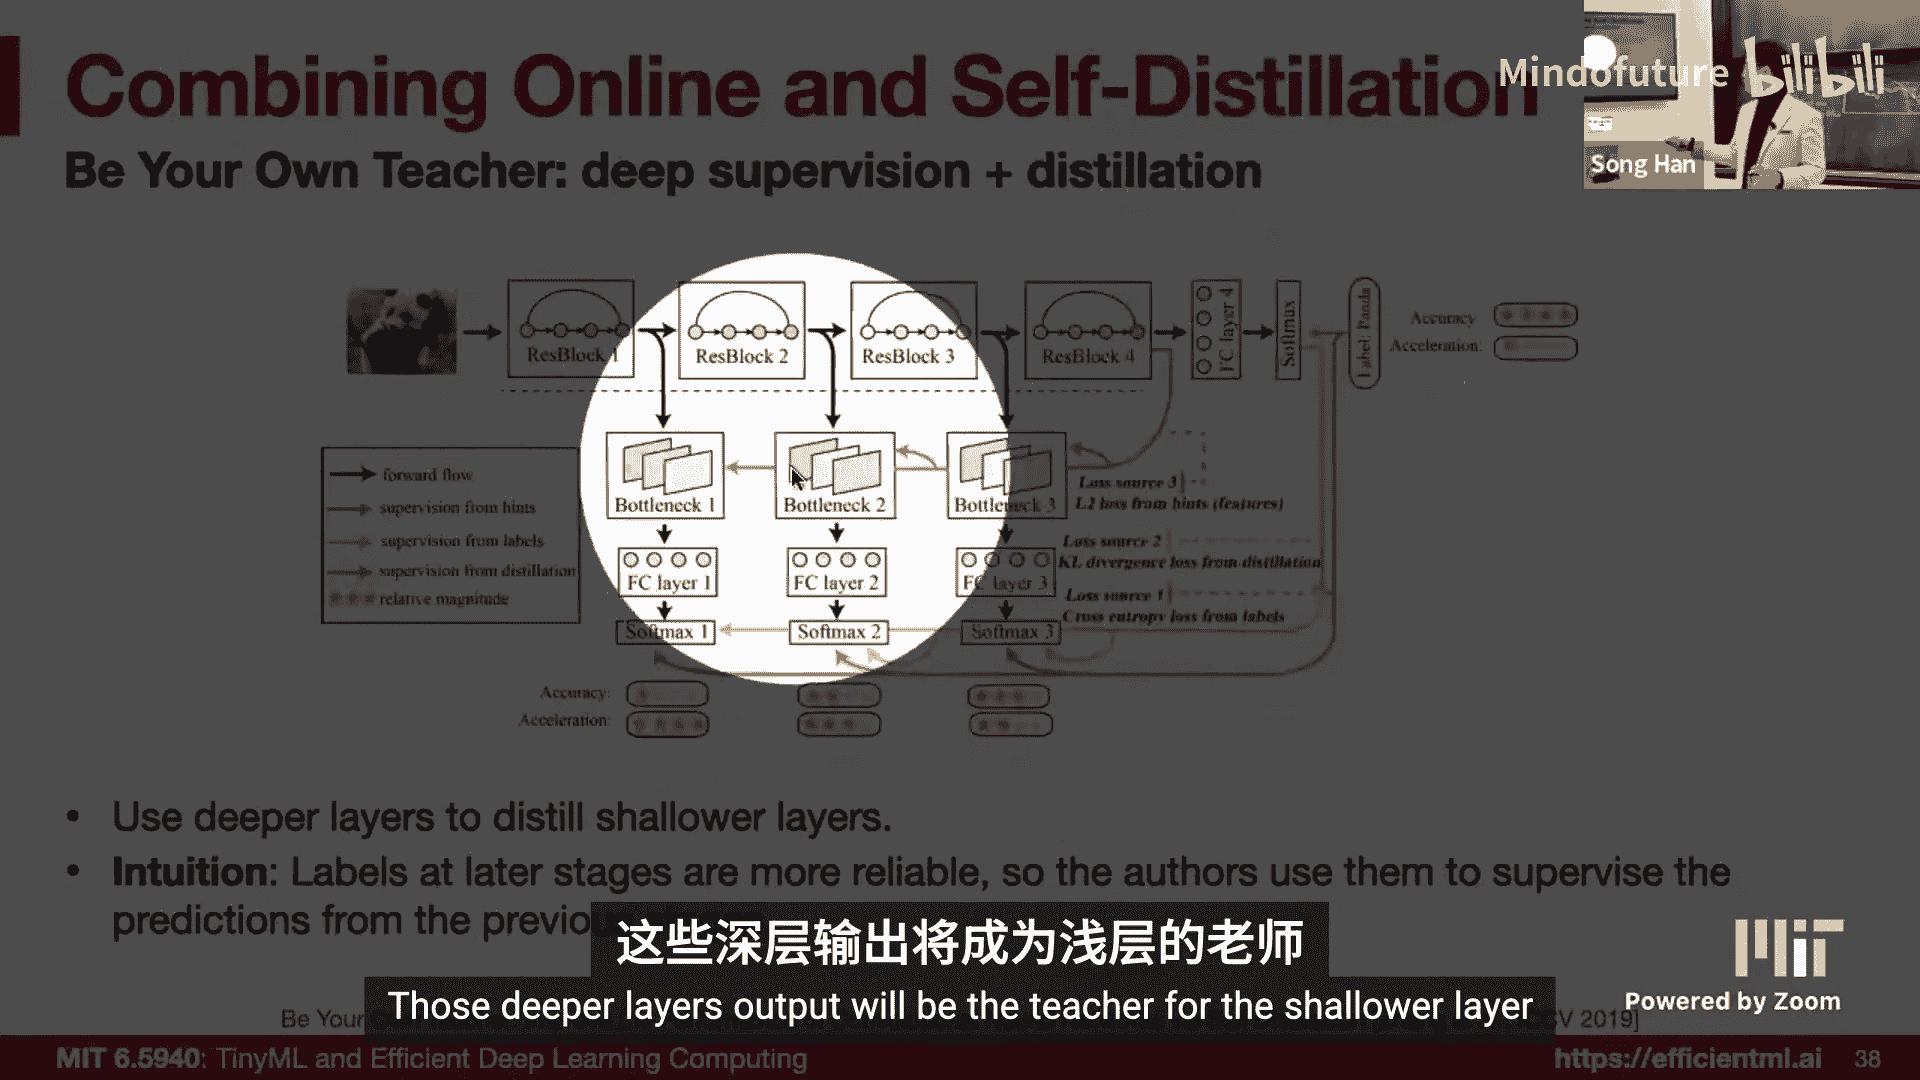 Combining Online and Self-Distillation
Mindofuture bilibili
Song Han
Be Your Own Teacher: deep supervision + distillation
ResBlock 1
ResBlock 2
ResBlock 3
ResBlock 4
FC layer 4
Softmax
Label: Panda
Accuracy
Acceleration:
forward flow
supervision from hints
supervision from labels
supervision from distillation
relative magnitude
Bottleneck 1
Bottleneck 2
Bottleneck 3
Loss source 3
L2 loss from hints (features)
Loss source 2
KL divergence loss from distillation
Loss source 1
Cross entropy loss from labels
FC layer 1
FC layer 2
FC layer 3
Softmax 1
Softmax 2
Softmax 3
Accuracy:
Acceleration:
• Use deeper layers to distill shallower layers.
• Intuition: Labels at later stages are more reliable, so the authors use them to supervise the
predictions from the previou
这些深层输出将成为浅层的老师
Those deeper layers output will be the teacher for the shallower layer
Be Your
V 2019]
MIT
Powered by Zoom
MIT 6.5940: TinyML and Efficient Deep Learning Computing
https://efficientml.ai
38